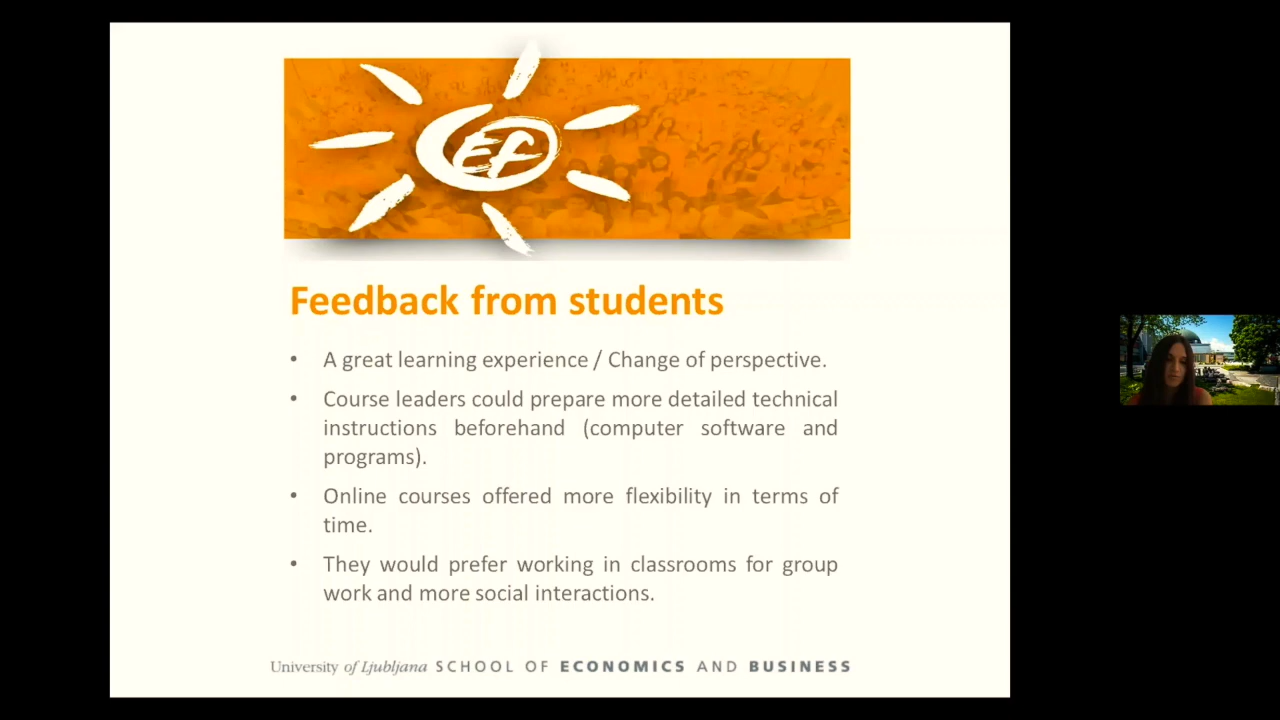 EF
Feedback from students
• A great learning experience / Change of perspective.
• Course leaders could prepare more detailed technical
instructions beforehand (computer software and
programs).
• Online courses offered more flexibility in terms of
time.
• They would prefer working in classrooms for group
work and more social interactions.
University of Ljubljana SCHOOL OF ECONOMICS AND BUSINESS